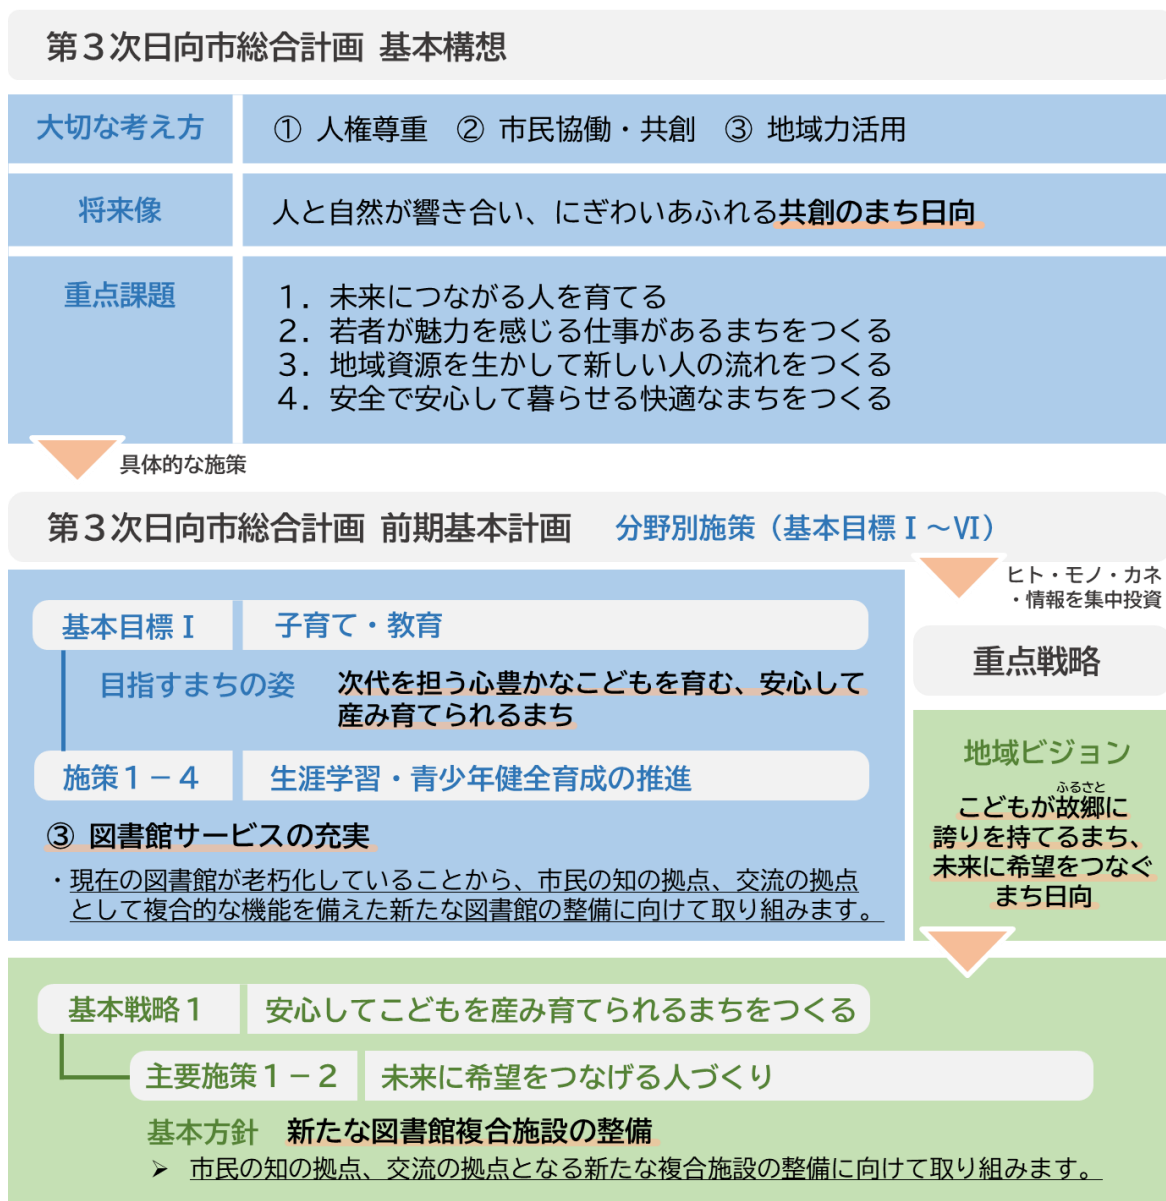 第３次日向市総合計画 基本構想
大切な考え方
① 人権尊重 ② 市民協働・共創 ③ 地域力活用
将来像
人と自然が響き合い、にぎわいあふれる共創のまち日向
重点課題
１．未来につながる人を育てる
２．若者が魅力を感じる仕事があるまちをつくる
３．地域資源を生かして新しい人の流れをつくる
４．安全で安心して暮らせる快適なまちをつくる
具体的な施策
第３次日向市総合計画 前期基本計画 分野別施策（基本目標Ⅰ～Ⅵ）
ヒト・モノ・カネ
・情報を集中投資
基本目標Ⅰ 子育て・教育
目指すまちの姿
次代を担う心豊かなこどもを育む、安心して
産み育てられるまち
施策１－４ 生涯学習・青少年健全育成の推進
③ 図書館サービスの充実
・現在の図書館が老朽化していることから、市民の知の拠点、交流の拠点
として複合的な機能を備えた新たな図書館の整備に向けて取り組みます。
重点戦略
地域ビジョン
ふるさと
こどもが故郷に
誇りを持てるまち、
未来に希望をつなぐ
まち日向
基本戦略１ 安心してこどもを産み育てられるまちをつくる
主要施策１－２ 未来に希望をつなげる人づくり
基本方針 新たな図書館複合施設の整備
➢ 市民の知の拠点、交流の拠点となる新たな複合施設の整備に向けて取り組みます。